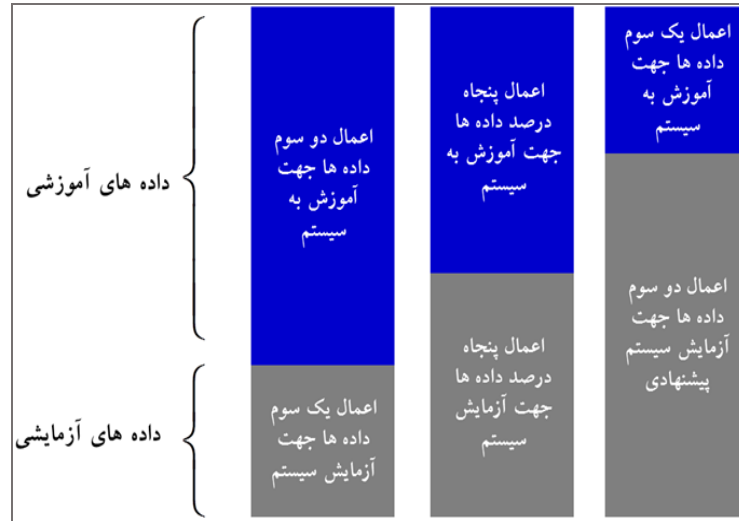 داده های آموزشی
داده های آزمایشی
اعمال دو سوم
داده ها جهت
آموزش به
سیستم
اعمال یک سوم
داده ها جهت
آزمایش سیستم
اعمال پنجاه
درصد داده ها
جهت آموزش به
سیستم
اعمال پنجاه
درصد داده ها
جهت آزمایش
سیستم
اعمال یک سوم
داده ها جهت
آموزش به
سیستم
اعمال دو سوم
داده ها جهت
آزمایش سیستم
پیشنهادی